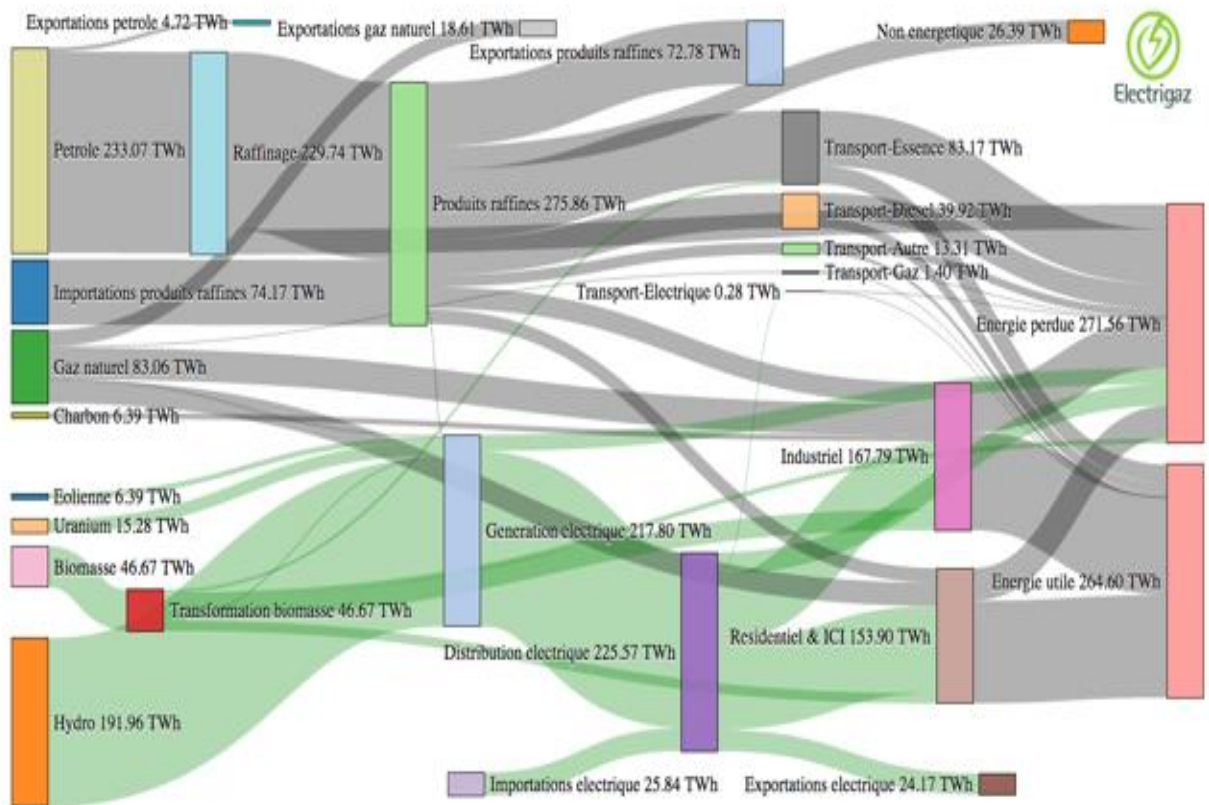 Exportations petrole 4.72 TWh
Exportations gaz naturel 18.61 TWh
Exportations produits raffines 72.78 TWh
Non energetique 26.39 TWh
Electrigaz
Petrole 233.07 TWh
Raffinage 229.74 TWh
Produits raffines 275.86 TWh
Transport-Essence 83.17 TWh
Transport-Diesel 39.92 TWh
Transport-Autre 13.31 TWh
Transport-Gaz 1.40 TWh
Transport-Electrique 0.28 TWh
Importations produits raffines 74.17 TWh
Energie perdue 271.56 TWh
Gaz naturel 83.06 TWh
Charbon 6.39 TWh
Industriel 167.79 TWh
Eolienne 6.39 TWh
Uranium 15.28 TWh
Generation electrique 217.80 TWh
Biomasse 46.67 TWh
Energie utile 264.60 TWh
Transformation biomasse 46.67 TWh
Residentiel & ICI 153.90 TWh
Distribution electrique 225.57 TWh
Hydro 191.96 TWh
Importations electrique 25.84 TWh
Exportations electrique 24.17 TWh